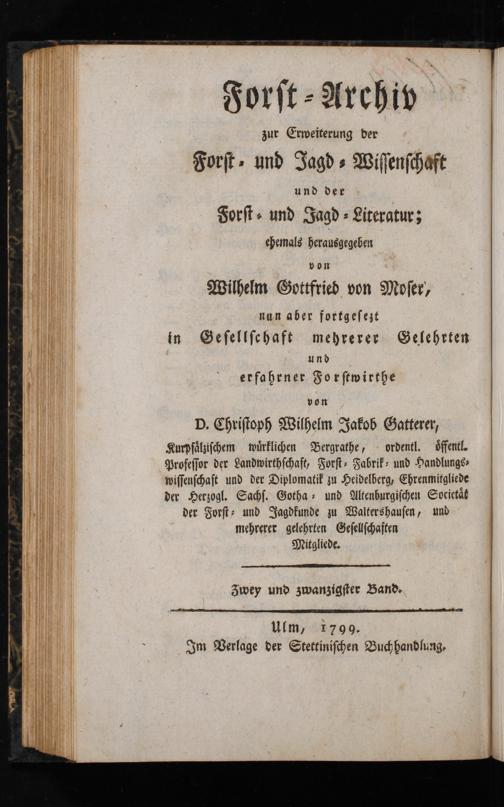 Forst-Archiv
zur Erweiterung der
Forst- und Jagd-Wissenschaft
und der
Forst- und Jagd-Literatur;
ehemals herausgegeben
von
Wilhelm Gottfried von Moser,
nun aber fortgesezt
in Gesellschaft mehrerer Gelehrten
und
erfahrner Forstwirthe
von
D. Christoph Wilhelm Jakob Gatterer,
Kurpfälzischem würklichen Bergrathe, ordentl. öffentl.
Professor der Landwirthschaft, Forst- Fabrik- und Handlungs-
wissenschaft und der Diplomatik zu Heidelberg, Ehrenmitgliede
der Herzogl. Sachs. Gotha- und Altenburgischen Societät
der Forst- und Jagdkunde zu Waltershausen, und
mehrerer gelehrten Gesellschaften
Mitgliede.
Zwey und zwanzigster Band.
Ulm, 1799.
Im Verlage der Stettinischen Buchhandlung.